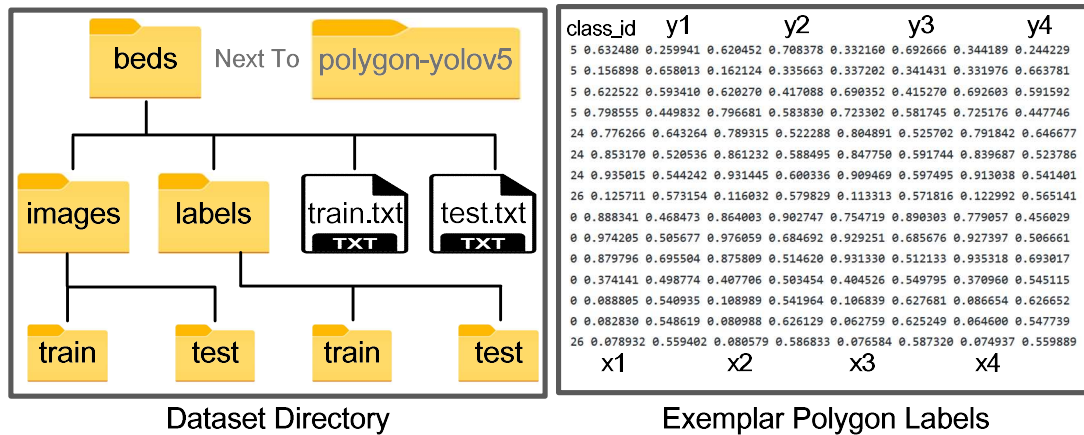 beds Next To polygon-yolov5
images labels train.txt test.txt
TXT TXT
train test train test
Dataset Directory
class_id y1 y2 y3 y4
5 0.632480 0.259941 0.620452 0.708378 0.332160 0.692666 0.344189 0.244229
5 0.156898 0.658013 0.162124 0.335663 0.337202 0.341431 0.331976 0.663781
5 0.622522 0.593410 0.620270 0.417088 0.690352 0.415270 0.692603 0.591592
5 0.798555 0.449832 0.796681 0.583830 0.723302 0.581745 0.725176 0.447746
24 0.776266 0.643264 0.789315 0.522288 0.804891 0.525702 0.791842 0.646677
24 0.853170 0.520536 0.861232 0.588495 0.847750 0.591744 0.839687 0.523786
24 0.935015 0.544242 0.931445 0.600336 0.909469 0.597495 0.913038 0.541401
26 0.125711 0.573154 0.116032 0.579829 0.113313 0.571816 0.122992 0.565141
0 0.888341 0.468473 0.864003 0.902747 0.754719 0.890303 0.779057 0.456029
0 0.974205 0.505677 0.976059 0.684692 0.929251 0.685676 0.927397 0.506661
0 0.879796 0.695504 0.875809 0.514620 0.931330 0.512133 0.935318 0.693017
0 0.374141 0.498774 0.407706 0.503454 0.404526 0.549795 0.370960 0.545115
0 0.088805 0.540935 0.108989 0.541964 0.106839 0.627681 0.086654 0.626652
0 0.082830 0.548619 0.080988 0.626129 0.062759 0.625249 0.064600 0.547739
26 0.078932 0.559402 0.080579 0.586833 0.076584 0.587320 0.074937 0.559889
x1 x2 x3 x4
Exemplar Polygon Labels